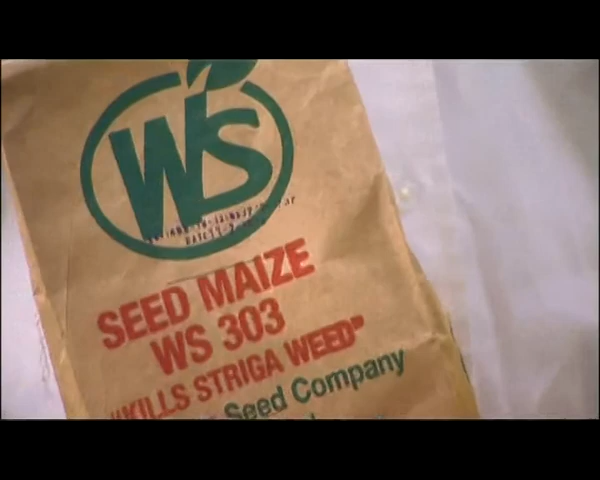 WS
SEED MAIZE
WS 303
"KILLS STRIGA WEED"
Seed Company